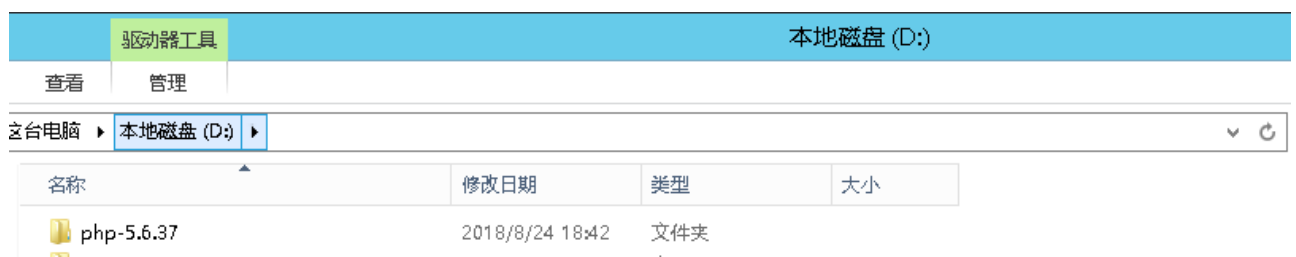 驱动器工具
本地磁盘 (D:)
查看 管理
这台电脑 本地磁盘 (D:)
名称 修改日期 类型 大小
php-5.6.37 2018/8/24 18:42 文件夹